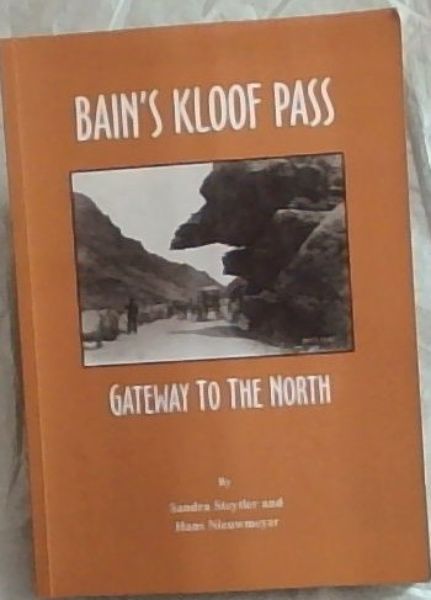 BAIN'S KLOOF PASS
GATEWAY TO THE NORTH
By
Sandra Steytler and
Hans Nieuwmeyer